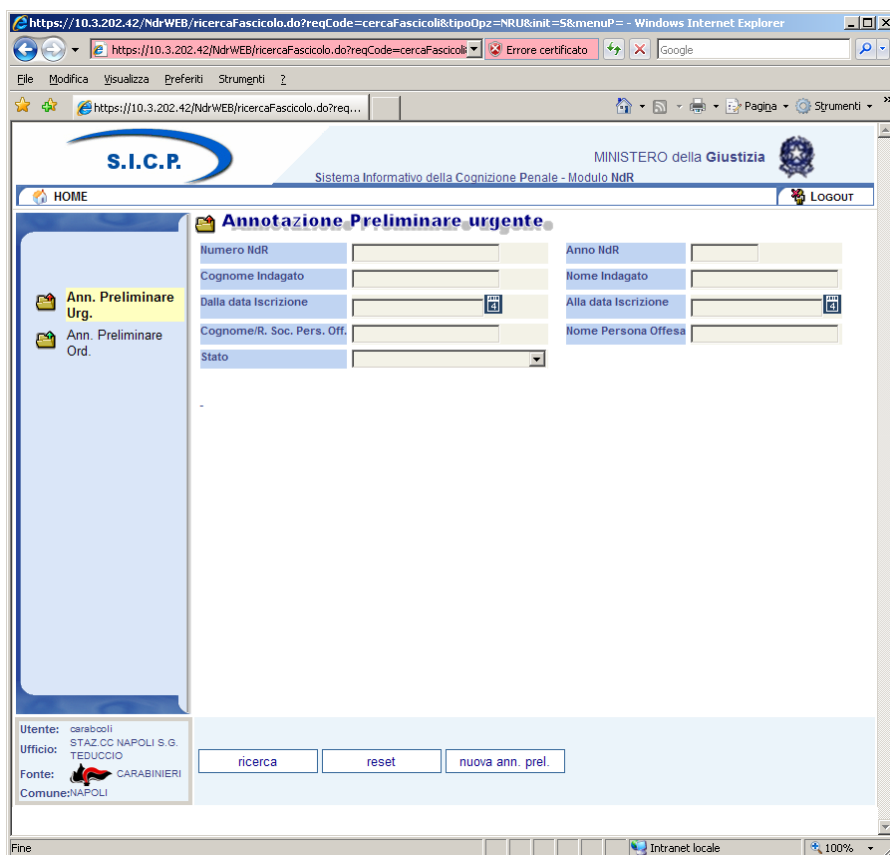 https://10.3.202.42/NdrWEB/ricercaFascicolo.do?reqCode=cercaFascicoli&tipoOpz=NRU&init=S&menuP= - Windows Internet Explorer
https://10.3.202.42/NdrWEB/ricercaFascicolo.do?reqCode=cercaFascicoli Errore certificato Google
File Modifica Visualizza Preferiti Strumenti ?
https://10.3.202.42/NdrWEB/ricercaFascicolo.do?req... Pagina Strumenti
S.I.C.P. MINISTERO della Giustizia
Sistema Informativo della Cognizione Penale - Modulo NdR
HOME LOGOUT
Annotazione Preliminare urgente
Numero NdR Anno NdR
Cognome Indagato Nome Indagato
Ann. Preliminare Urg.
Dalla data Iscrizione 4 Alla data Iscrizione 4
Ann. Preliminare Ord.
Cognome/R. Soc. Pers. Off. Nome Persona Offesa
Stato
-
Utente: carabcoli
Ufficio: STAZ.CC NAPOLI S.G. TEDUCCIO
Fonte: CARABINIERI
Comune:NAPOLI
ricerca reset nuova ann. prel.
Fine Intranet locale 100%